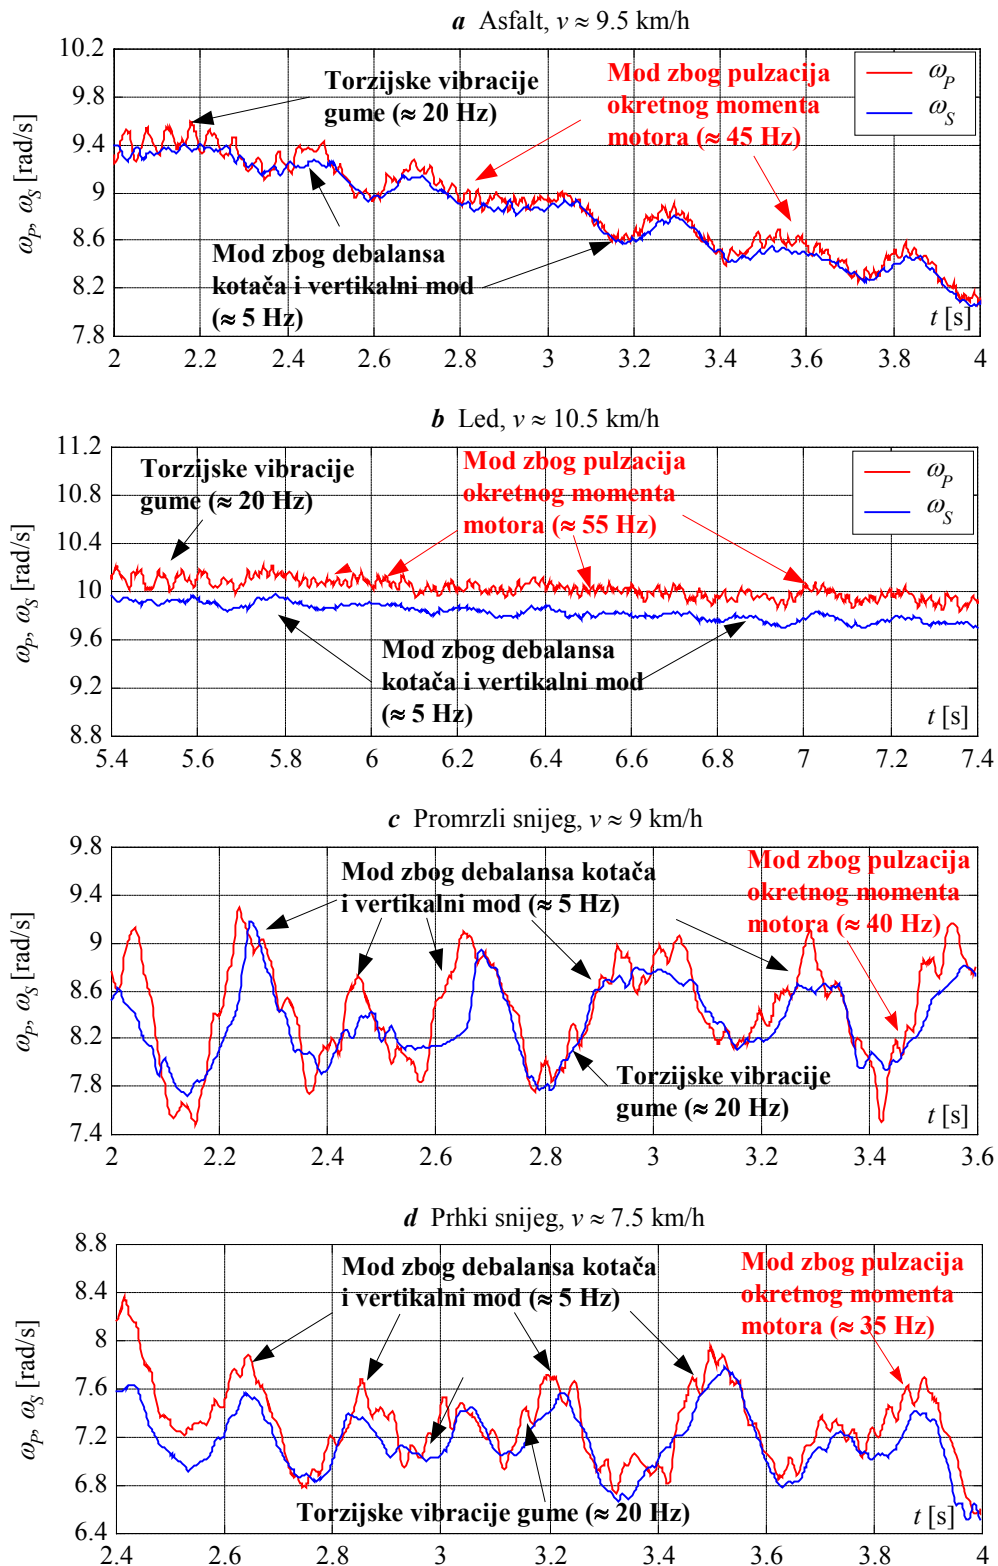 a Asfalt, v ≈ 9.5 km/h
10.2
9.8
9.4
9
8.6
8.2
7.8
ω_P, ω_S [rad/s]
Torzijske vibracije
gume (≈ 20 Hz)
Mod zbog pulzacija
okretnog momenta
motora (≈ 45 Hz)
ω_P
ω_S
Mod zbog debalansa
kotača i vertikalni mod
(≈ 5 Hz)
t [s]
2 2.2 2.4 2.6 2.8 3 3.2 3.4 3.6 3.8 4
b Led, v ≈ 10.5 km/h
11.2
10.8
10.4
10
9.6
9.2
8.8
ω_P, ω_S [rad/s]
Torzijske vibracije
gume (≈ 20 Hz)
Mod zbog pulzacija
okretnog momenta
motora (≈ 55 Hz)
ω_P
ω_S
Mod zbog debalansa
kotača i vertikalni mod
(≈ 5 Hz)
t [s]
5.4 5.6 5.8 6 6.2 6.4 6.6 6.8 7 7.2 7.4
c Promrzli snijeg, v ≈ 9 km/h
9.8
9.4
9
8.6
8.2
7.8
7.4
ω_P, ω_S [rad/s]
Mod zbog debalansa kotača
i vertikalni mod (≈ 5 Hz)
Mod zbog pulzacija
okretnog momenta
motora (≈ 40 Hz)
Torzijske vibracije
gume (≈ 20 Hz)
t [s]
2 2.2 2.4 2.6 2.8 3 3.2 3.4 3.6
d Prhki snijeg, v ≈ 7.5 km/h
8.8
8.4
8
7.6
7.2
6.8
6.4
ω_P, ω_S [rad/s]
Mod zbog debalansa kotača
i vertikalni mod (≈ 5 Hz)
Mod zbog pulzacija
okretnog momenta
motora (≈ 35 Hz)
Torzijske vibracije gume (≈ 20 Hz)
t [s]
2.4 2.6 2.8 3 3.2 3.4 3.6 3.8 4